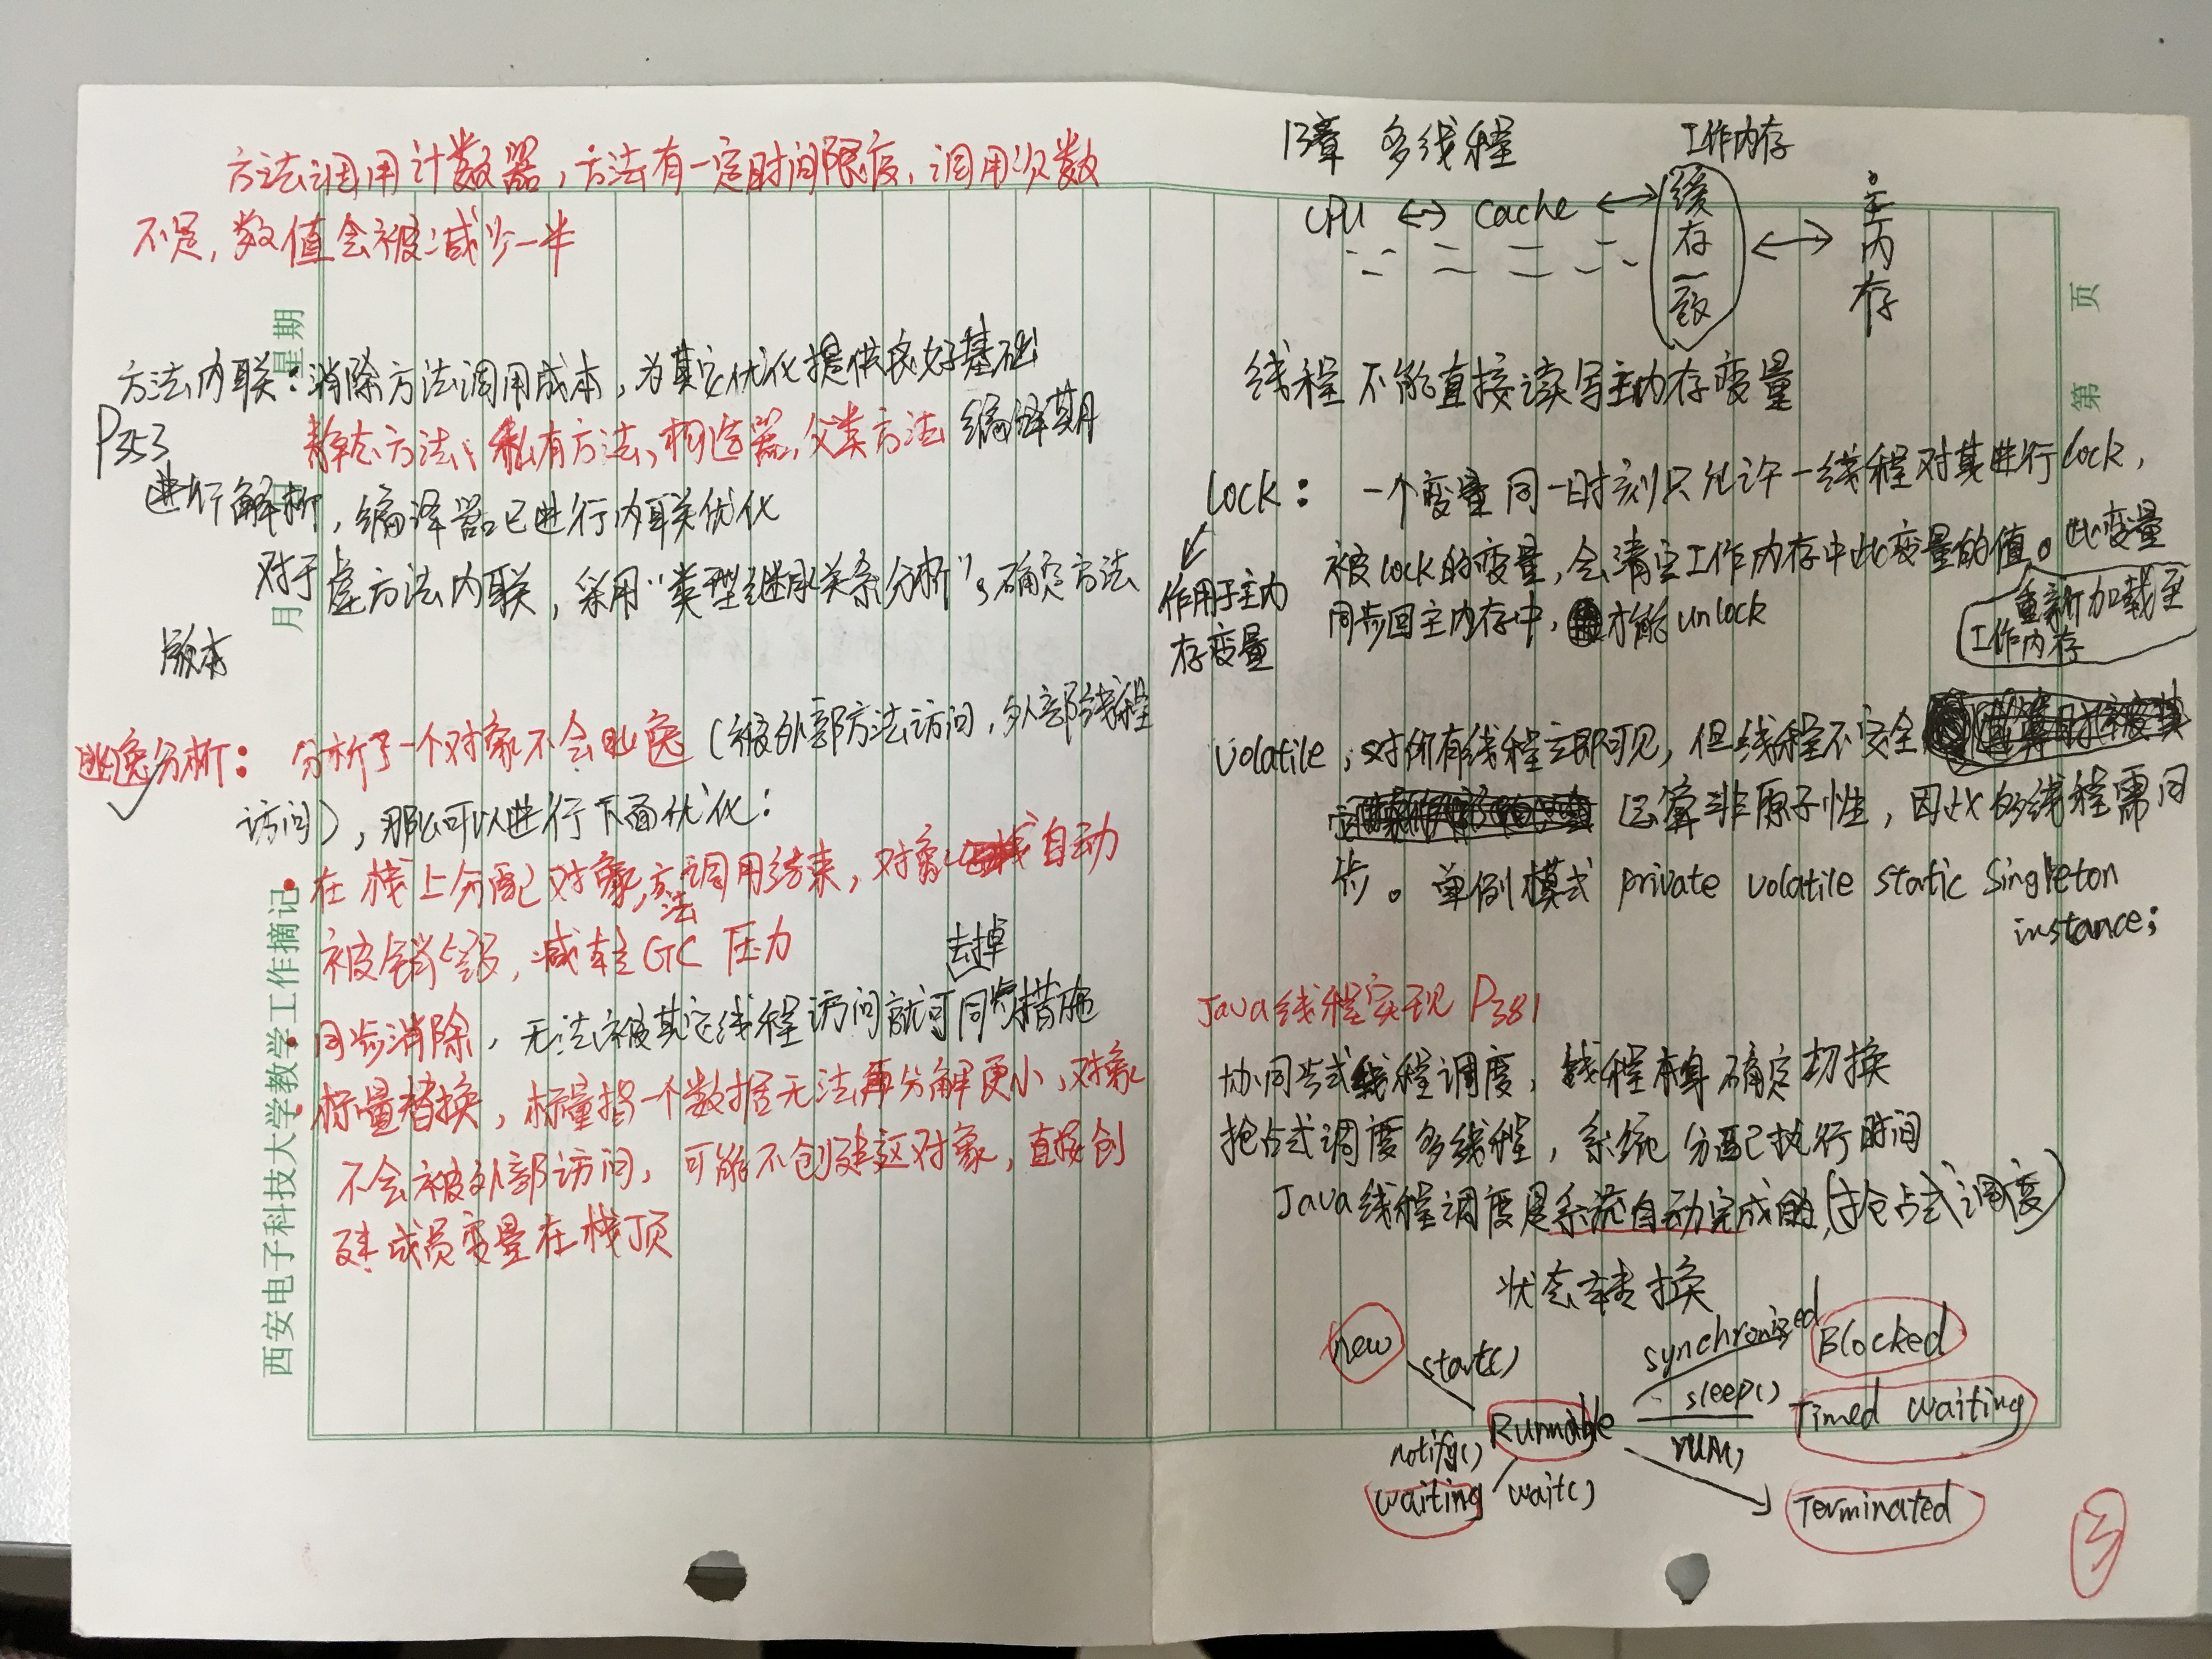 方法调用计数器,方法有一定时间限度,调用次数
不足,数值会被减少一半
方法内联:消除方法调用成本,为其它优化提供良好基础
P353
静态方法、私有方法、构造器,父类方法 编译期
进行解析,编译器已进行内联优化
对于虚方法内联,采用"类型继承关系分析",确定方法
版本
逃逸分析: 分析了一个对象不会逃逸(被外部方法访问,外部线程
访问),那么可以进行下面优化:
在栈上分配对象,方法调用结束,对象自动
被销毁,减轻GC 压力
同步消除,无法被其它线程访问就可去掉同步措施
标量替换,标量指一个数据无法再分解更小,对象
不会被外部访问,可能不创建这对象,直接创
建成员变量在栈顶
西安电子科技大学教学工作摘记
月
星期
13章 多线程
工作内存
CPU ↔ Cache ↔ 缓存一致 ↔ 主内存
线程不能直接读写主内存变量
lock: 一个变量同一时刻只允许一线程对其进行lock,
被lock的变量,会清空工作内存中此变量的值。此变量
同步回主内存中,才能unlock
重新加载至
工作内存
作用于主内
存变量
volatile;对所有线程立即可见,但线程不安全
运算非原子性,因此多线程需同
步。单例模式 private volatile static Singleton
instance;
Java线程实现 P381
协同式线程调度,线程本身确定切换
抢占式调度多线程,系统分配执行时间
Java线程调度是系统自动完成的,(抢占式调度)
状态转换
new
start()
synchronized
Blocked
sleep()
Timed waiting
Runnable
notify()
run()
waiting
wait()
Terminated
第
页
3